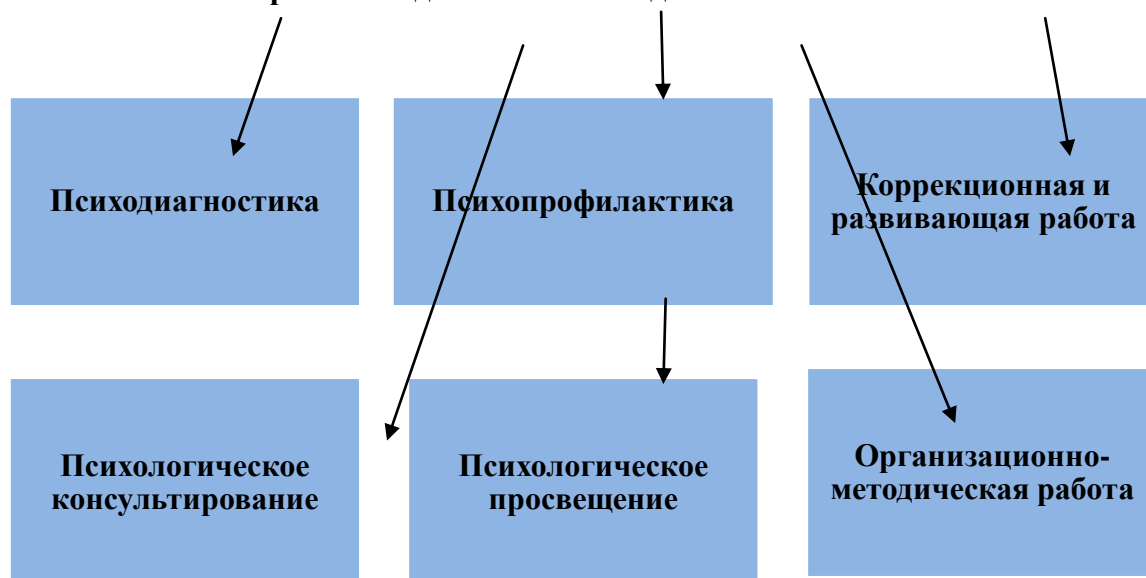 Психодиагностика
Психопрофилактика
Коррекционная и
развивающая работа
Психологическое
консультирование
Психологическое
просвещение
Организационно-
методическая работа